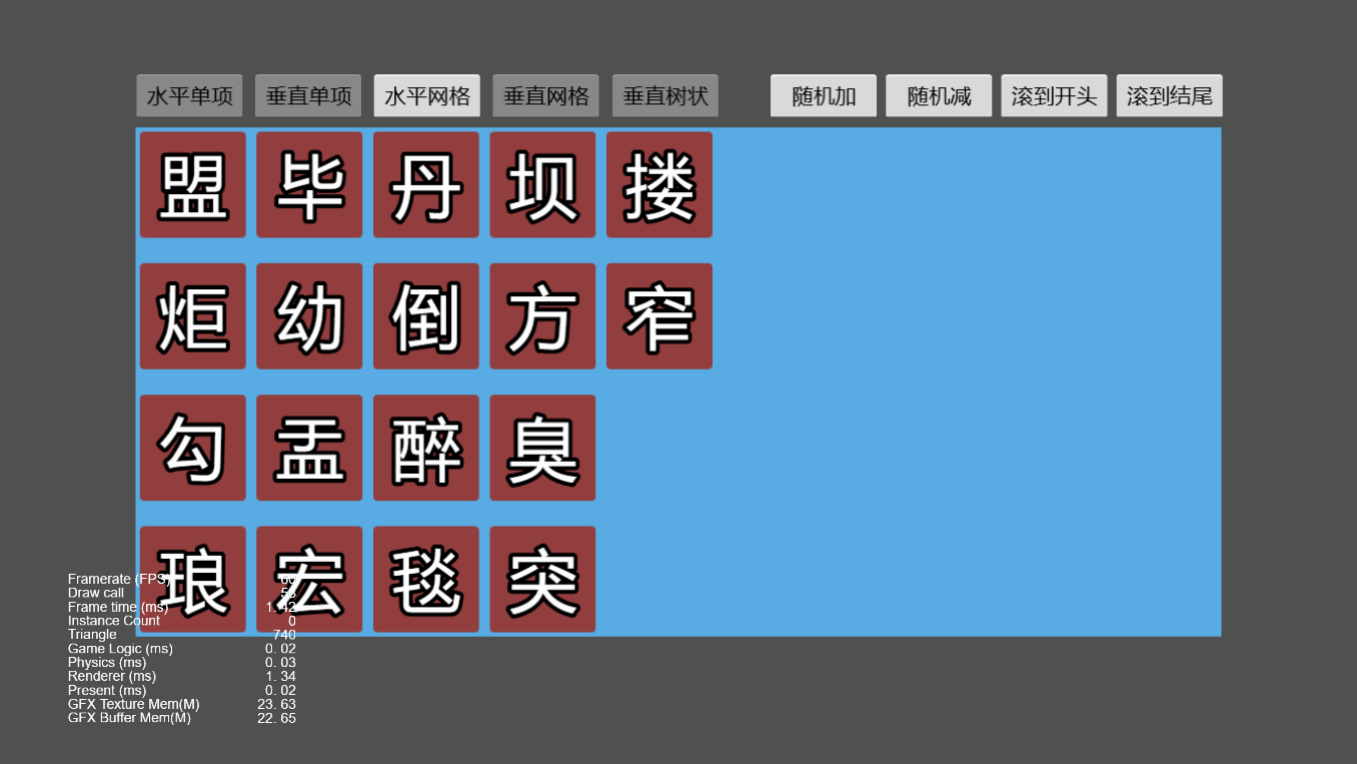 水平单项 垂直单项 水平网格 垂直网格 垂直树状 随机加 随机减 滚到开头 滚到结尾
盟 毕 丹 坝 搂
炬 幼 倒 方 窄
勾 盂 醉 臭
琅 宏 毯 突
Framerate (FPS) 60
Draw call
Frame time (ms) 1.42
Instance Count 0
Triangle 740
Game Logic (ms) 0.02
Physics (ms) 0.03
Renderer (ms) 1.34
Present (ms) 0.02
GFX Texture Mem(M) 23.63
GFX Buffer Mem(M) 22.65